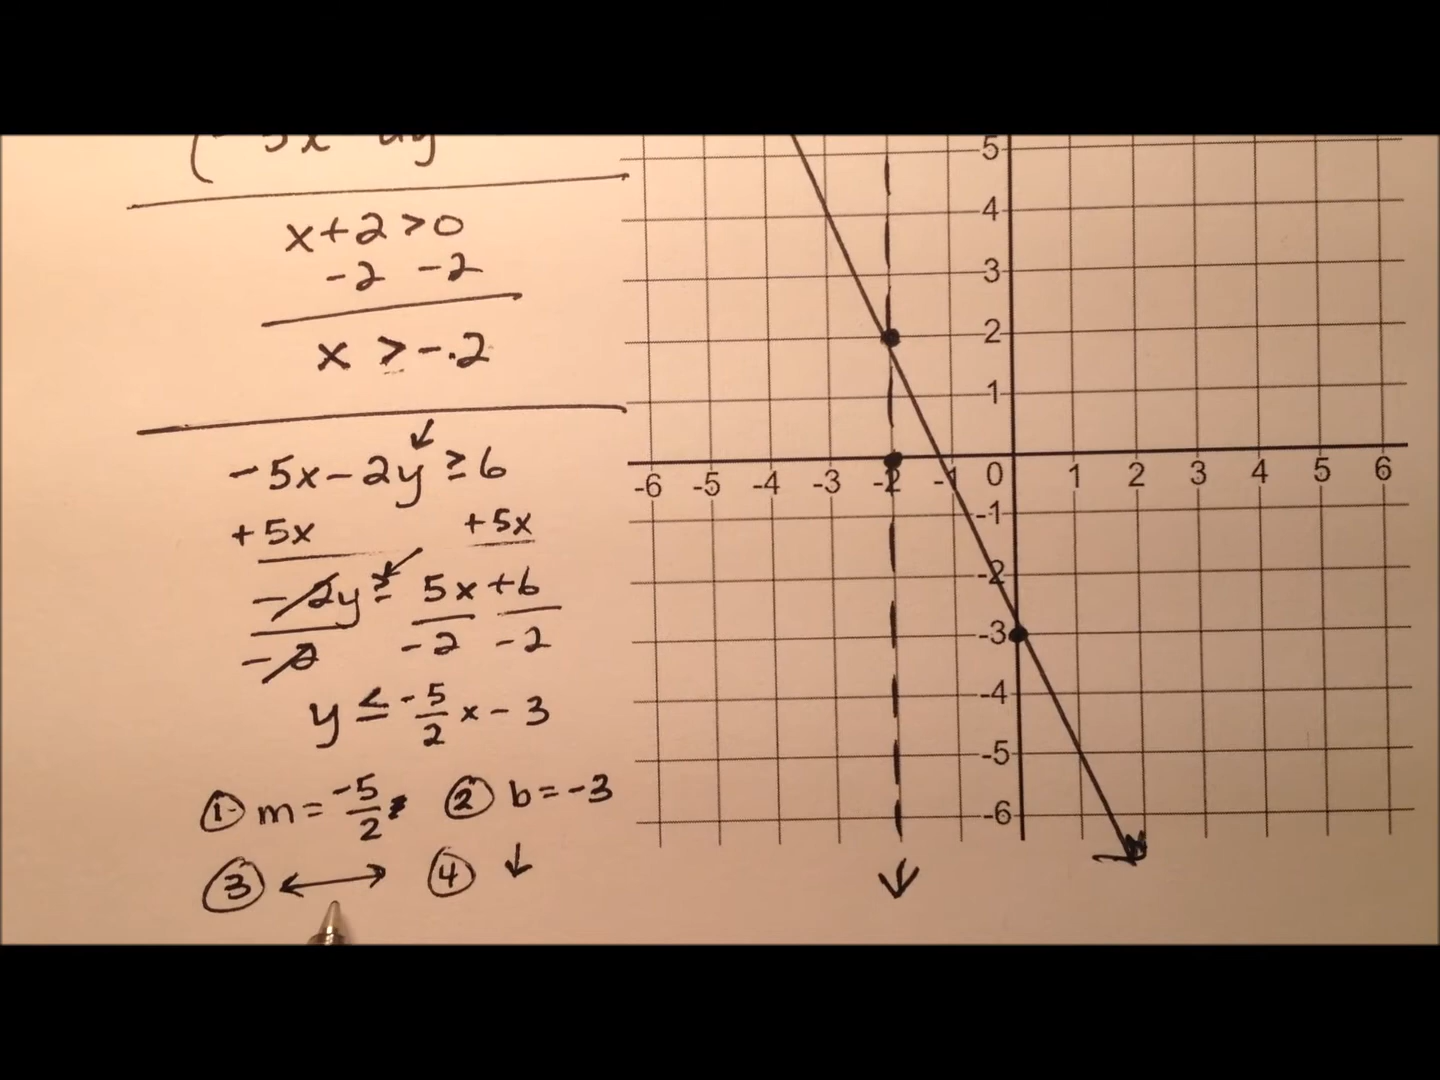 x+2>0
-2 -2
x > -2
-5x-2y ≥ 6
+5x +5x
-2y ≥ 5x +6
-2 -2 -2
y ≤ -5/2 x - 3
① m = -5/2 ② b = -3
③ ↔ ④ ↓
5
4
3
2
1
-6 -5 -4 -3 -2 -1 0 1 2 3 4 5 6
-1
-2
-3
-4
-5
-6